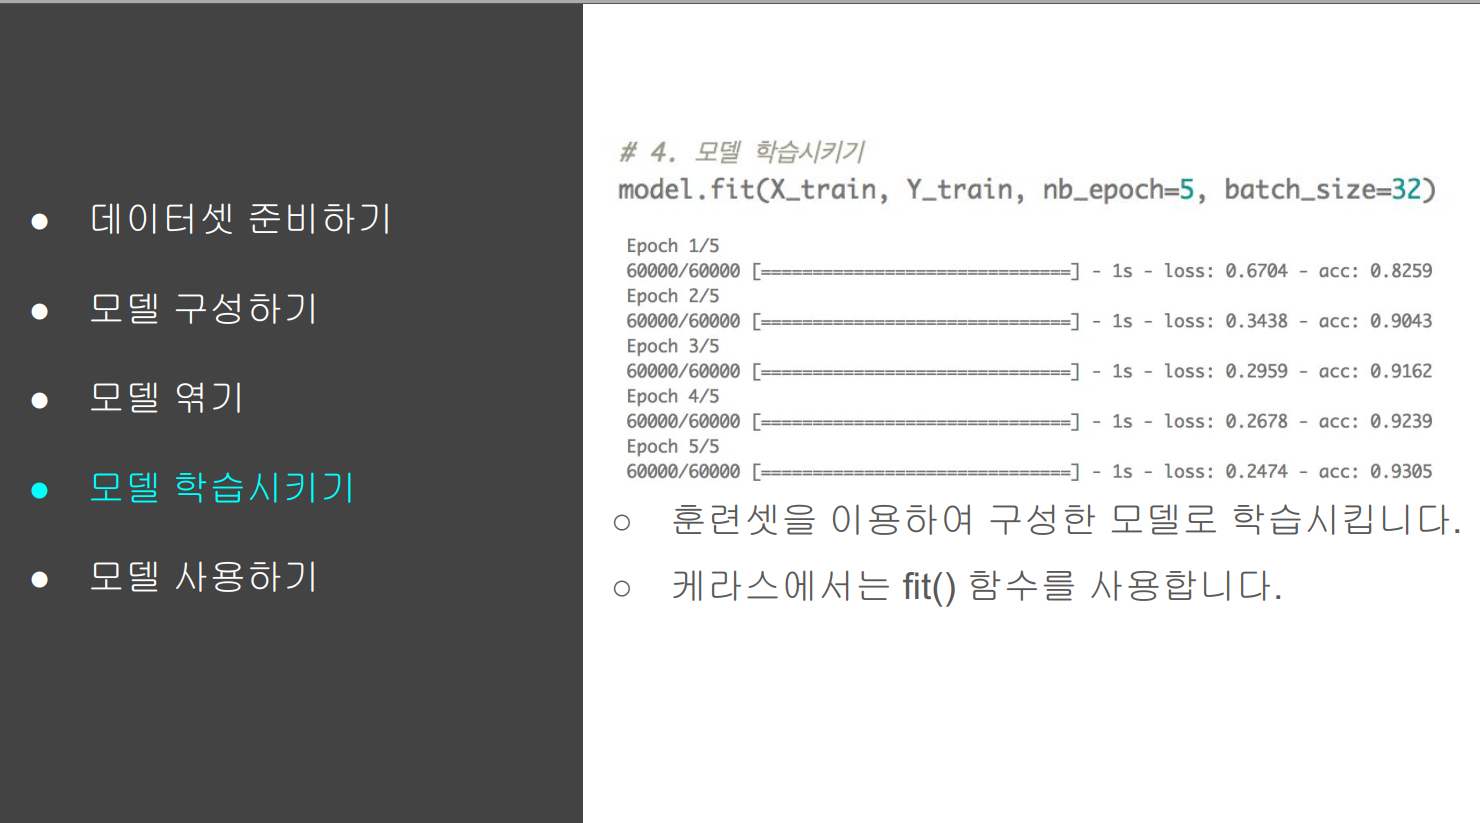 ● 데이터셋 준비하기
● 모델 구성하기
● 모델 엮기
● 모델 학습시키기
● 모델 사용하기
# 4. 모델 학습시키기
model.fit(X_train, Y_train, nb_epoch=5, batch_size=32)
Epoch 1/5
60000/60000 [==============================] - 1s - loss: 0.6704 - acc: 0.8259
Epoch 2/5
60000/60000 [==============================] - 1s - loss: 0.3438 - acc: 0.9043
Epoch 3/5
60000/60000 [==============================] - 1s - loss: 0.2959 - acc: 0.9162
Epoch 4/5
60000/60000 [==============================] - 1s - loss: 0.2678 - acc: 0.9239
Epoch 5/5
60000/60000 [==============================] - 1s - loss: 0.2474 - acc: 0.9305
○ 훈련셋을 이용하여 구성한 모델로 학습시킵니다.
○ 케라스에서는 fit() 함수를 사용합니다.